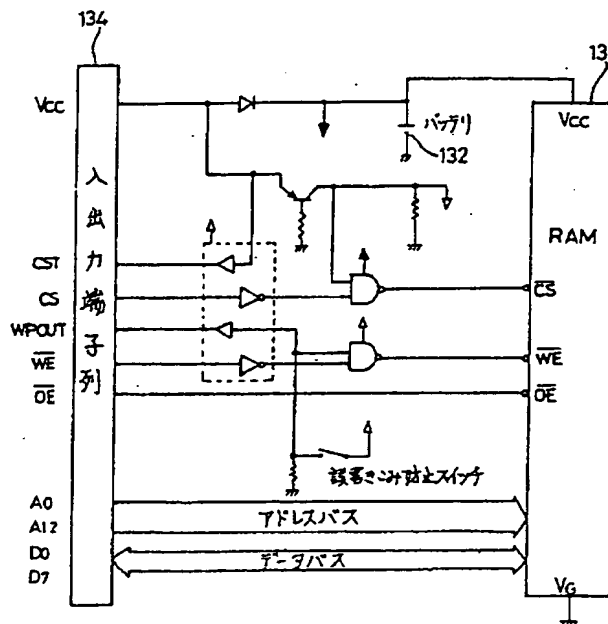 134
13
Vcc
バッテリ
132
Vcc
入出力端子列
RAM
CST
CS
CS
WPOUT
WE
WE
OE
OE
誤書きこみ防止スイッチ
A0
アドレスバス
A12
D0
データバス
D7
VG